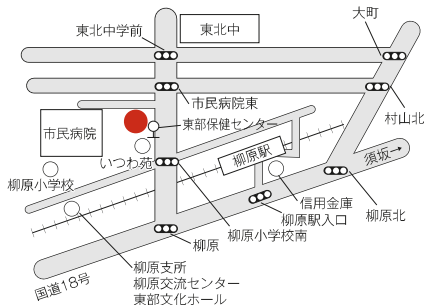 大町
東北中学前
東北中
市民病院東
村山北
市民病院
東部保健センター
いつわ苑
柳原駅
須坂
柳原小学校
信用金庫
柳原北
柳原駅入口
柳原小学校南
柳原
柳原支所
柳原交流センター
東部文化ホール
国道18号